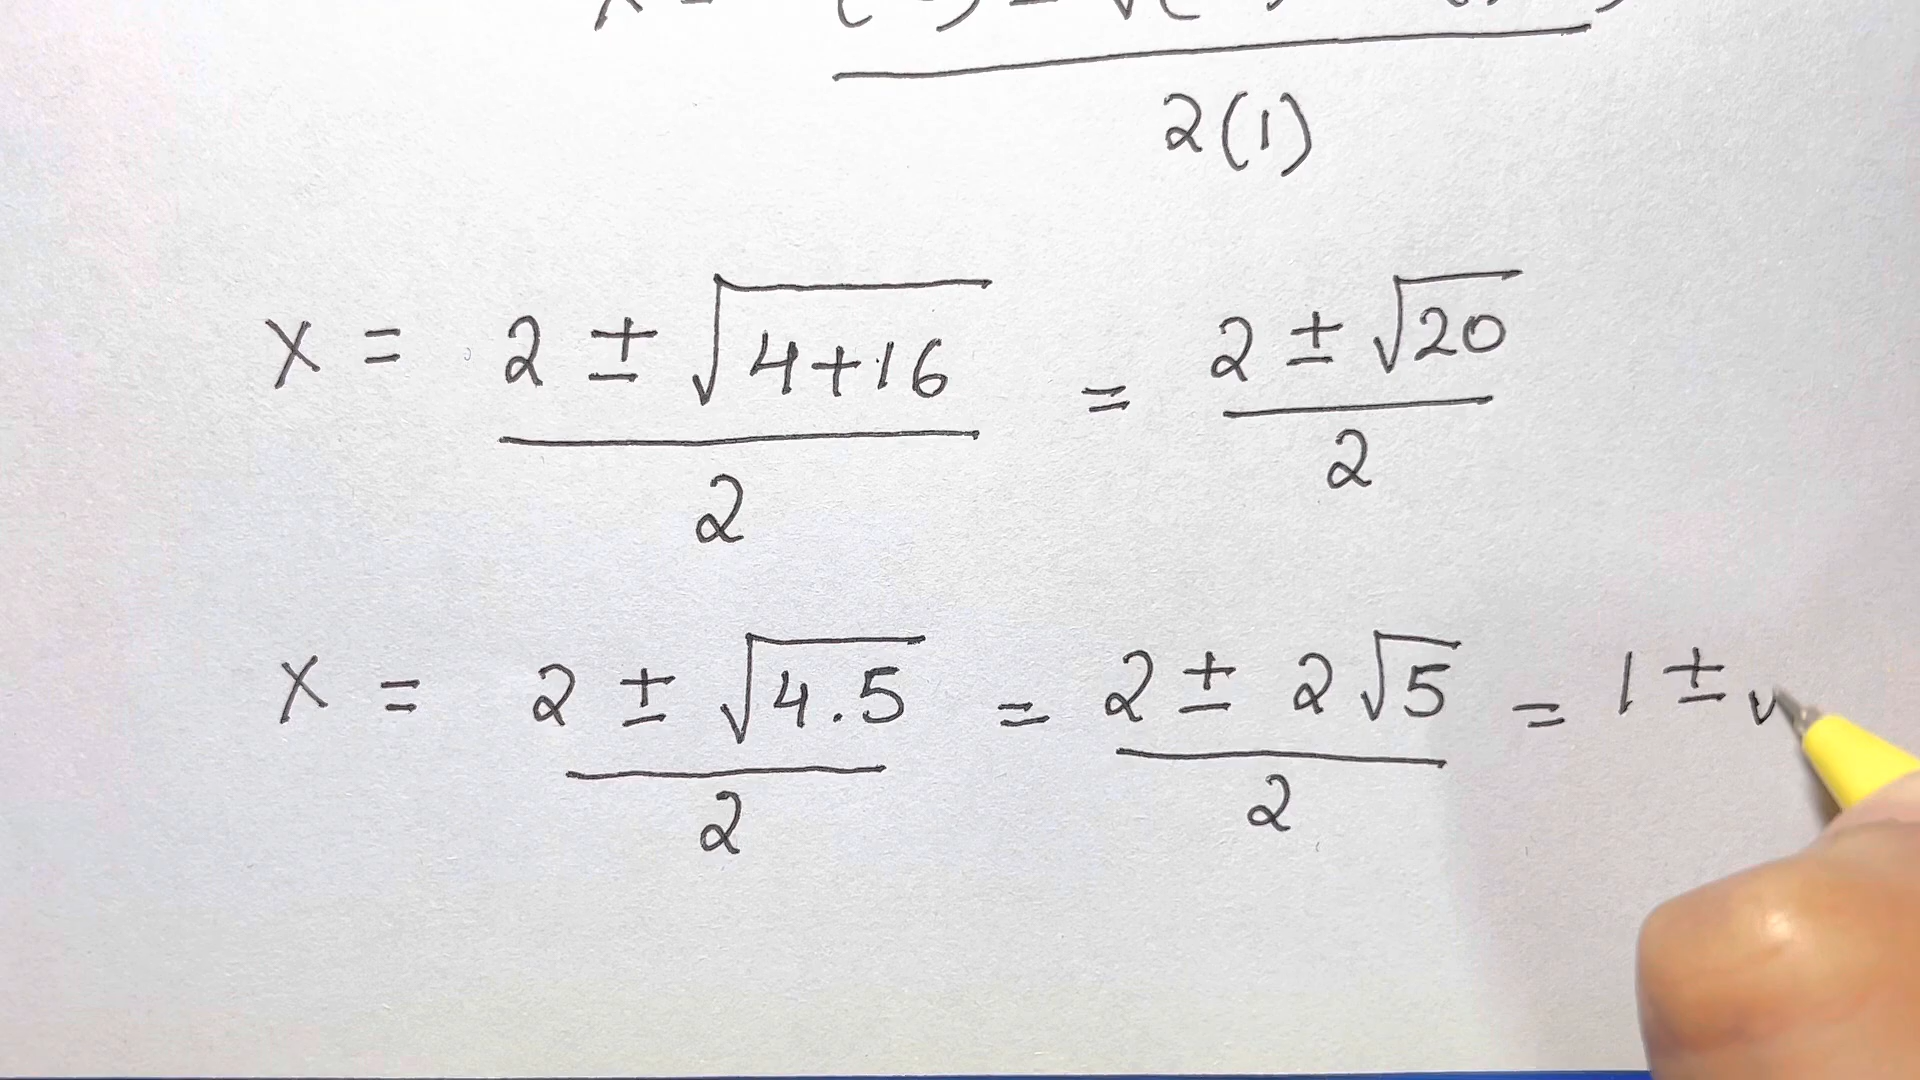 2(1)
x = (2 ± √(4+16))/2 = (2 ± √20)/2
x = (2 ± √(4.5))/2 = (2 ± 2√5)/2 = 1 ± √